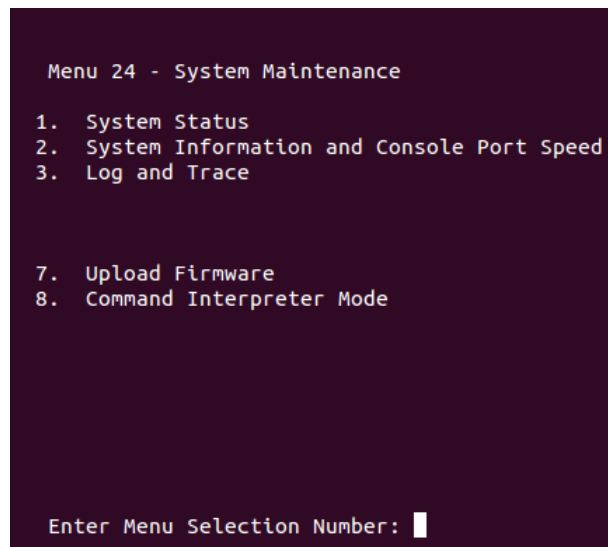 Menu 24 - System Maintenance
1. System Status
2. System Information and Console Port Speed
3. Log and Trace
7. Upload Firmware
8. Command Interpreter Mode
Enter Menu Selection Number: